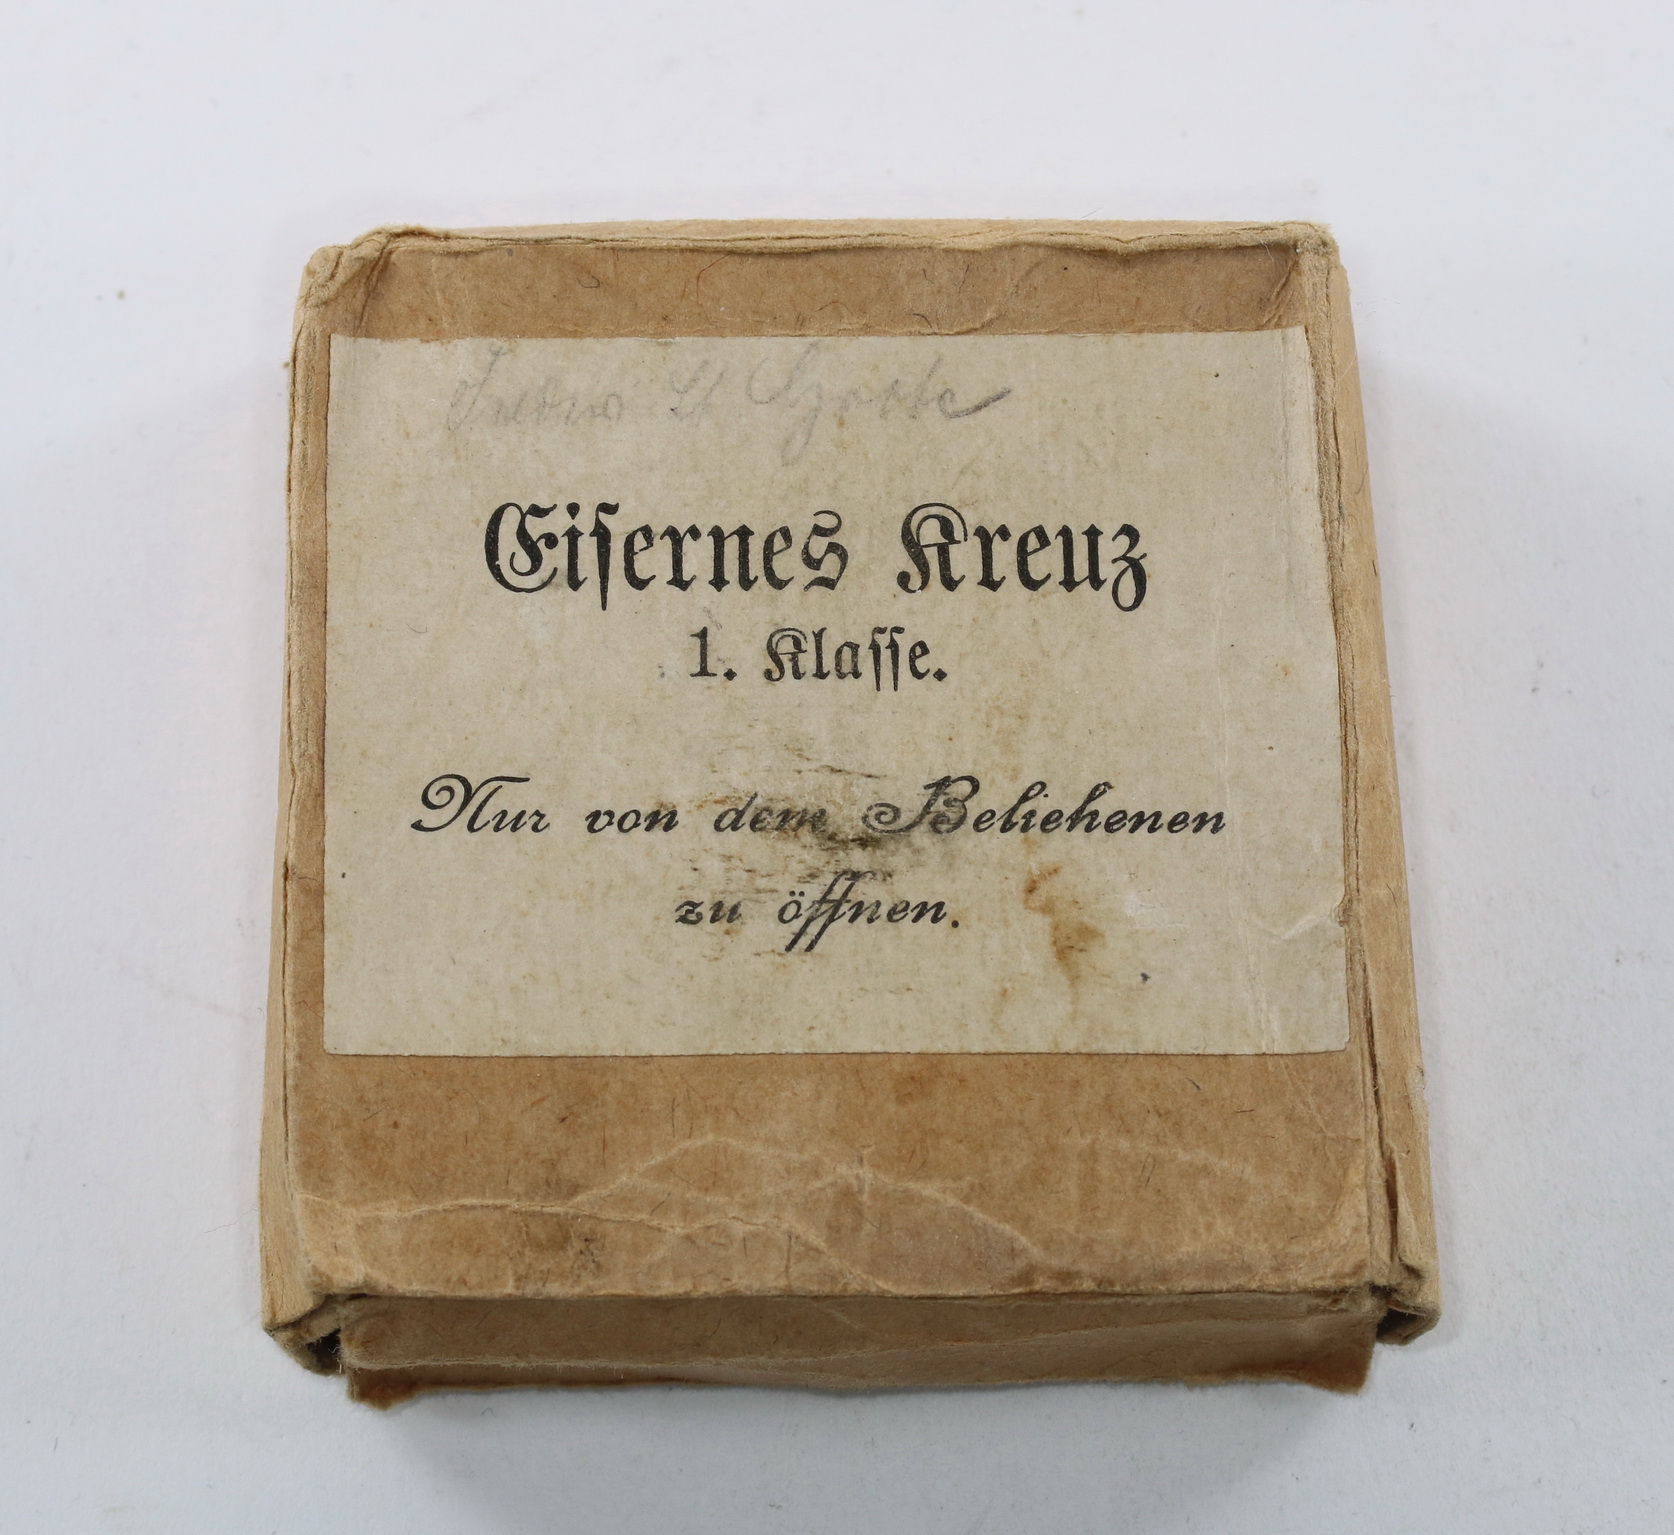 Eiſernes Kreuz
1. Klaſſe.
Nur von dem Beliehenen
zu öffnen.